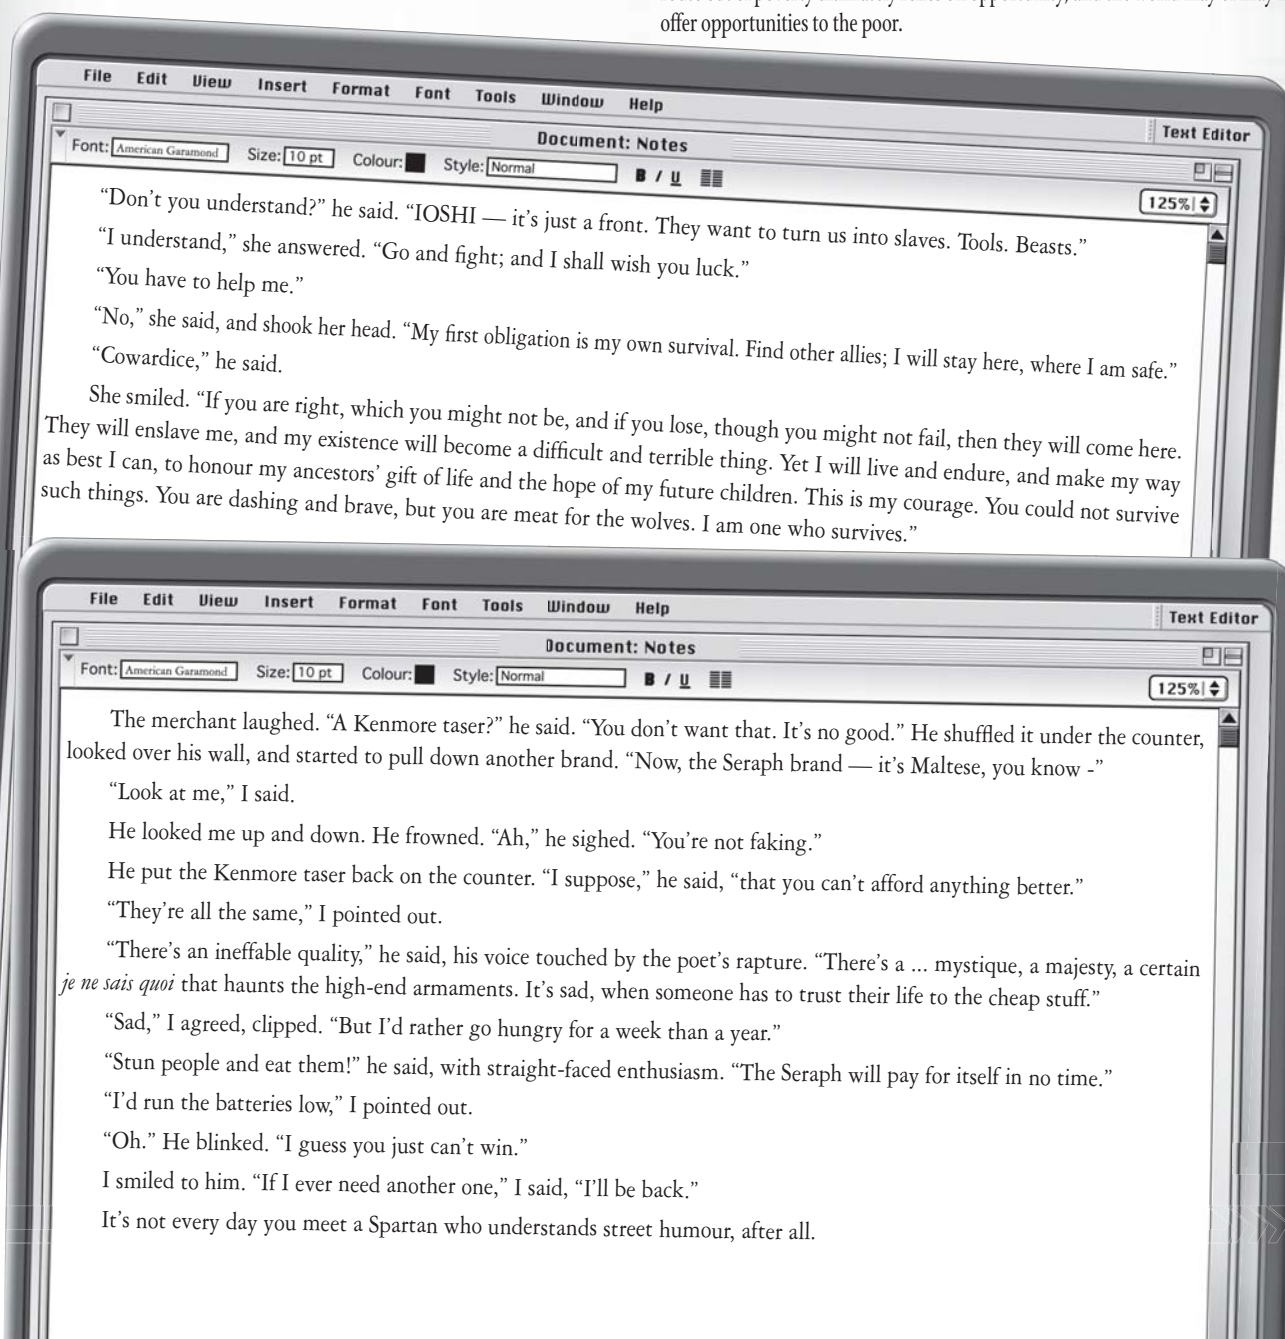 offer opportunities to the poor.
File Edit View Insert Format Font Tools Window Help
Text Editor
Document: Notes
Font: American Garamond Size: 10 pt Colour: Style: Normal B I U
125%
“Don’t you understand?” he said. “IOSHI — it’s just a front. They want to turn us into slaves. Tools. Beasts.”
“I understand,” she answered. “Go and fight; and I shall wish you luck.”
“You have to help me.”
“No,” she said, and shook her head. “My first obligation is my own survival. Find other allies; I will stay here, where I am safe.”
“Cowardice,” he said.
She smiled. “If you are right, which you might not be, and if you lose, though you might not fail, then they will come here.
They will enslave me, and my existence will become a difficult and terrible thing. Yet I will live and endure, and make my way
as best I can, to honour my ancestors’ gift of life and the hope of my future children. This is my courage. You could not survive
such things. You are dashing and brave, but you are meat for the wolves. I am one who survives.”
File Edit View Insert Format Font Tools Window Help
Text Editor
Document: Notes
Font: American Garamond Size: 10 pt Colour: Style: Normal B I U
125%
The merchant laughed. “A Kenmore taser?” he said. “You don’t want that. It’s no good.” He shuffled it under the counter,
looked over his wall, and started to pull down another brand. “Now, the Seraph brand — it’s Maltese, you know -”
“Look at me,” I said.
He looked me up and down. He frowned. “Ah,” he sighed. “You’re not faking.”
He put the Kenmore taser back on the counter. “I suppose,” he said, “that you can’t afford anything better.”
“They’re all the same,” I pointed out.
“There’s an ineffable quality,” he said, his voice touched by the poet’s rapture. “There’s a ... mystique, a majesty, a certain
je ne sais quoi that haunts the high-end armaments. It’s sad, when someone has to trust their life to the cheap stuff.”
“Sad,” I agreed, clipped. “But I’d rather go hungry for a week than a year.”
“Stun people and eat them!” he said, with straight-faced enthusiasm. “The Seraph will pay for itself in no time.”
“I’d run the batteries low,” I pointed out.
“Oh.” He blinked. “I guess you just can’t win.”
I smiled to him. “If I ever need another one,” I said, “I’ll be back.”
It’s not every day you meet a Spartan who understands street humour, after all.